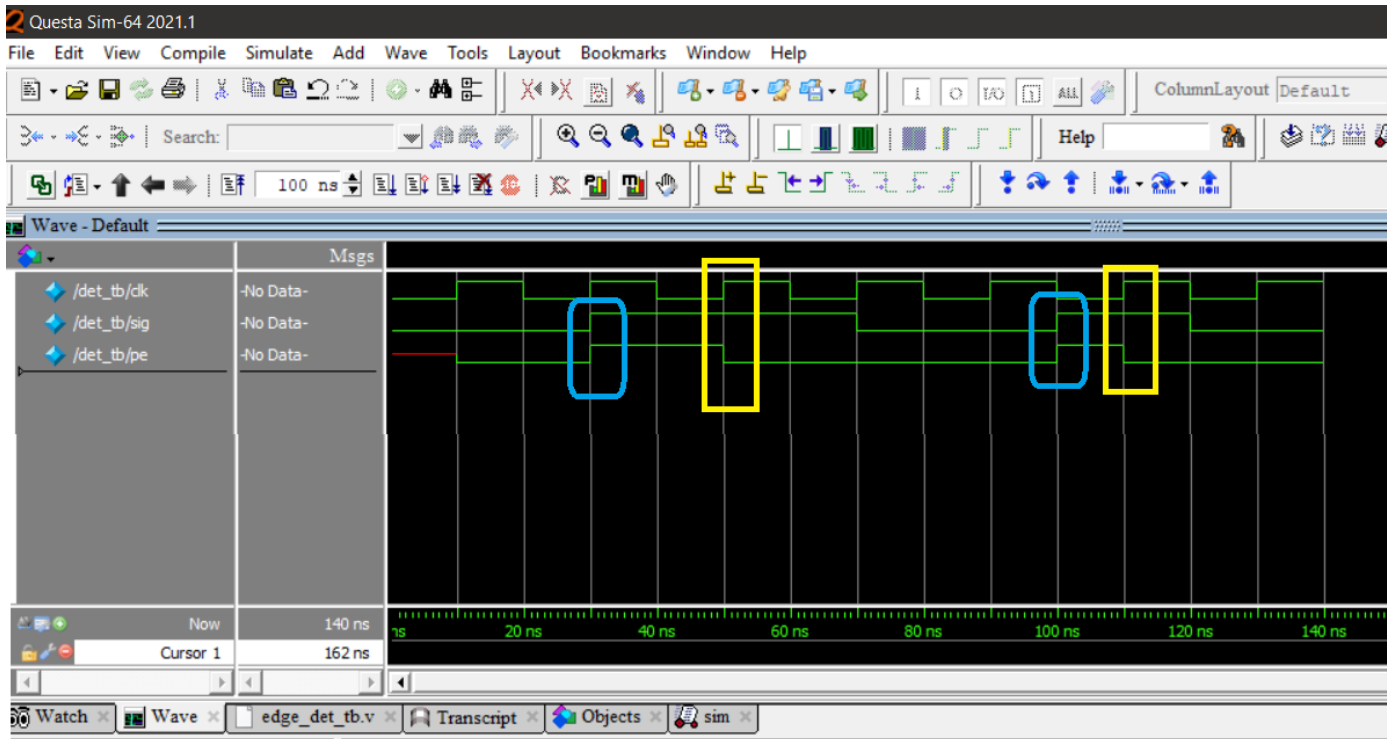 Questa Sim-64 2021.1
File Edit View Compile Simulate Add Wave Tools Layout Bookmarks Window Help
ColumnLayout Default
Search: Help
100 ns
Wave - Default
Msgs
/det_tb/clk -No Data-
/det_tb/sig -No Data-
/det_tb/pe -No Data-
Now 140 ns
ns 20 ns 40 ns 60 ns 80 ns 100 ns 120 ns 140 ns
Cursor 1 162 ns
Watch Wave edge_det_tb.v Transcript Objects sim